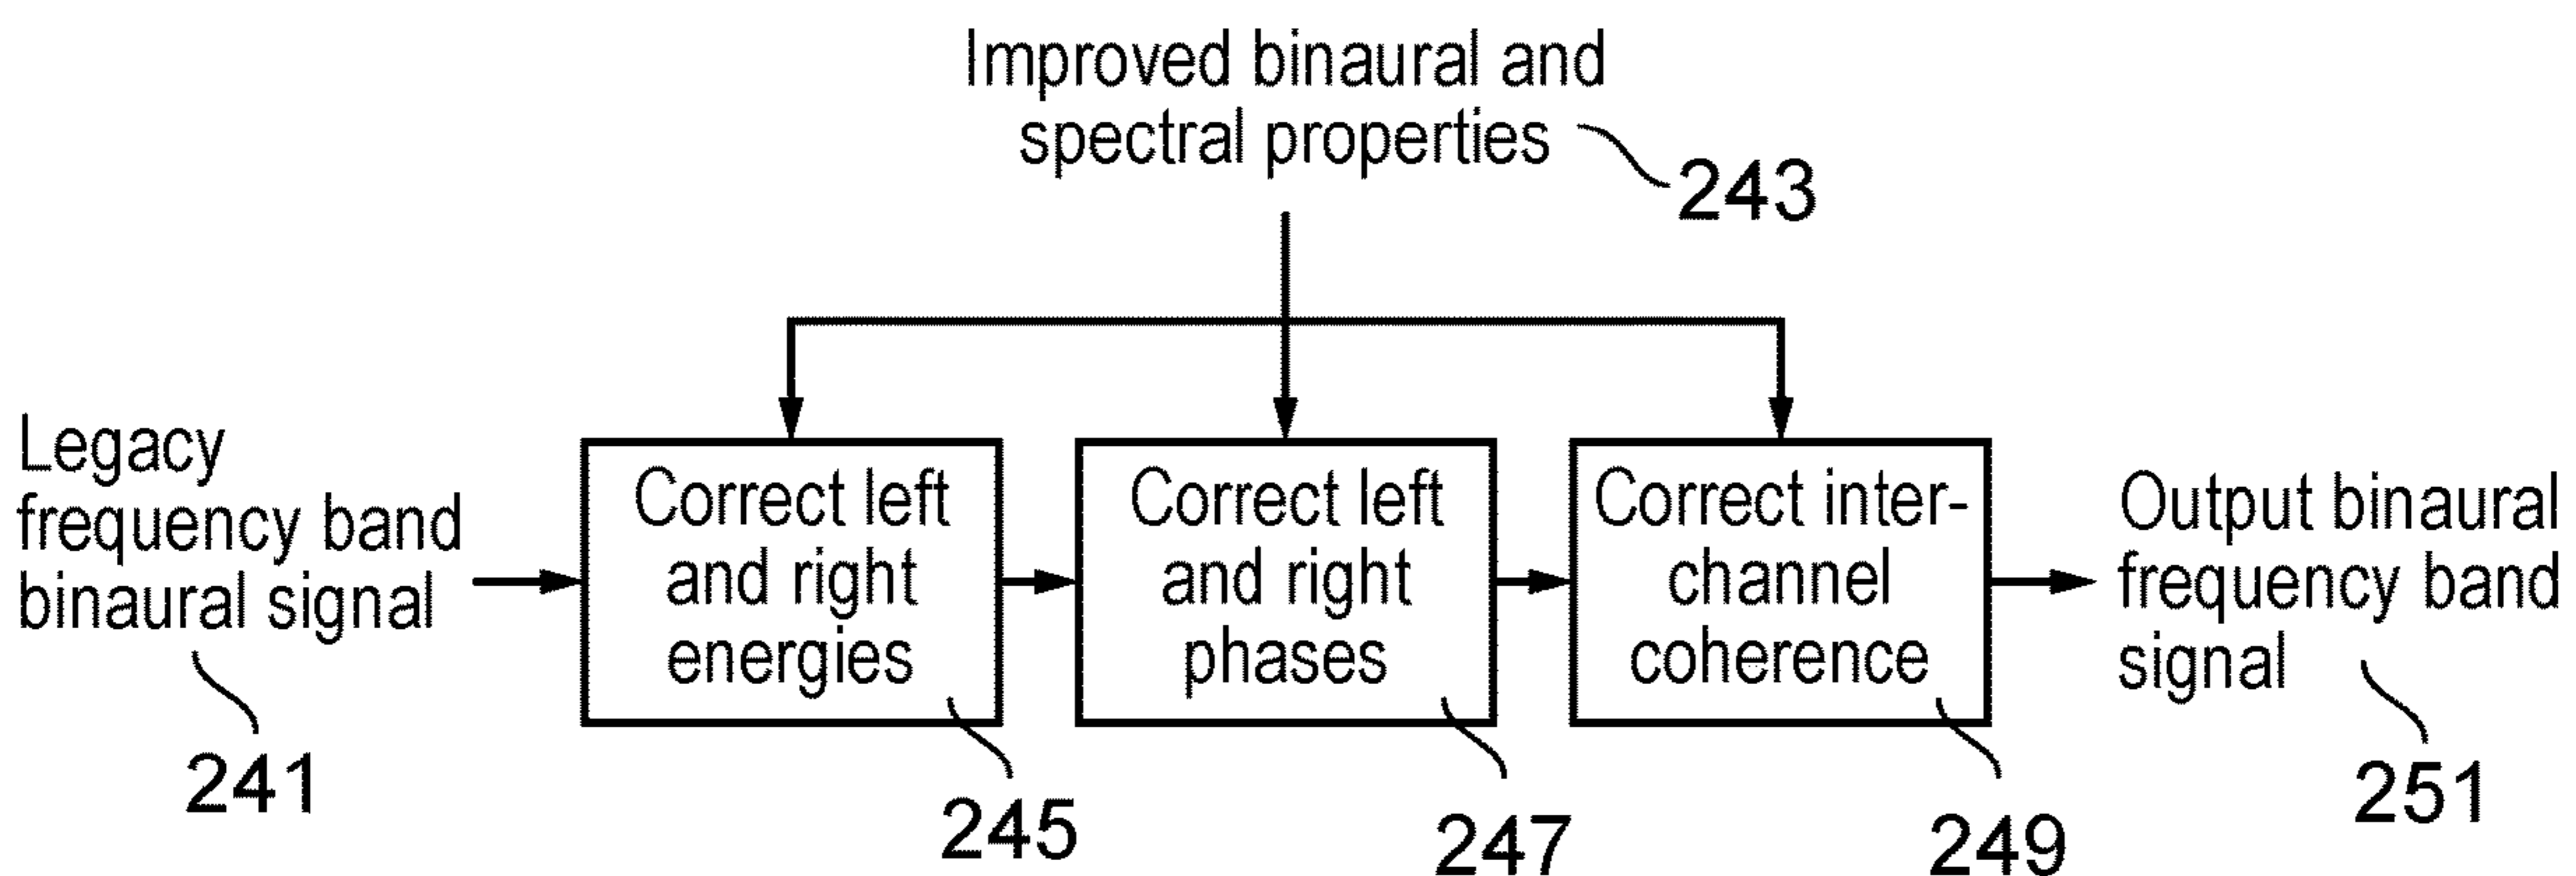 Improved binaural and
spectral properties
243
Legacy
frequency band
binaural signal
241
Correct left
and right
energies
245
Correct left
and right
phases
247
Correct inter-
channel
coherence
249
Output binaural
frequency band
signal
251